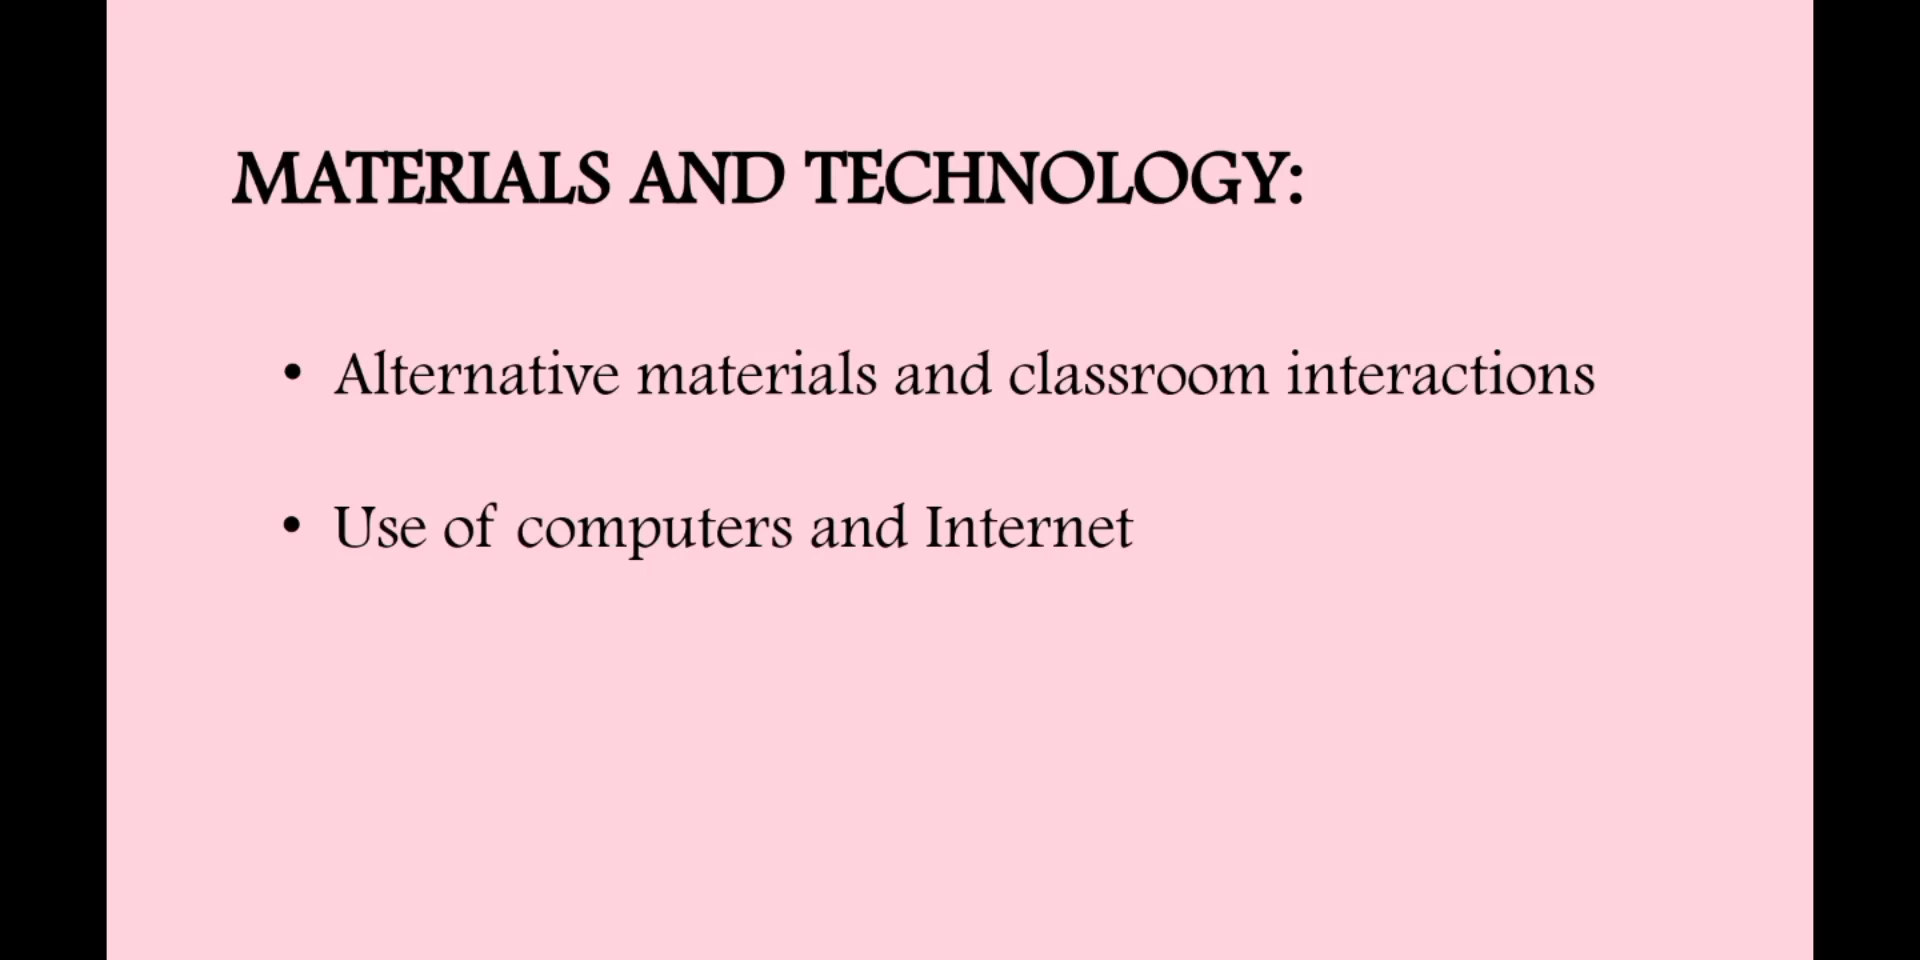 MATERIALS AND TECHNOLOGY:
• Alternative materials and classroom interactions
• Use of computers and Internet